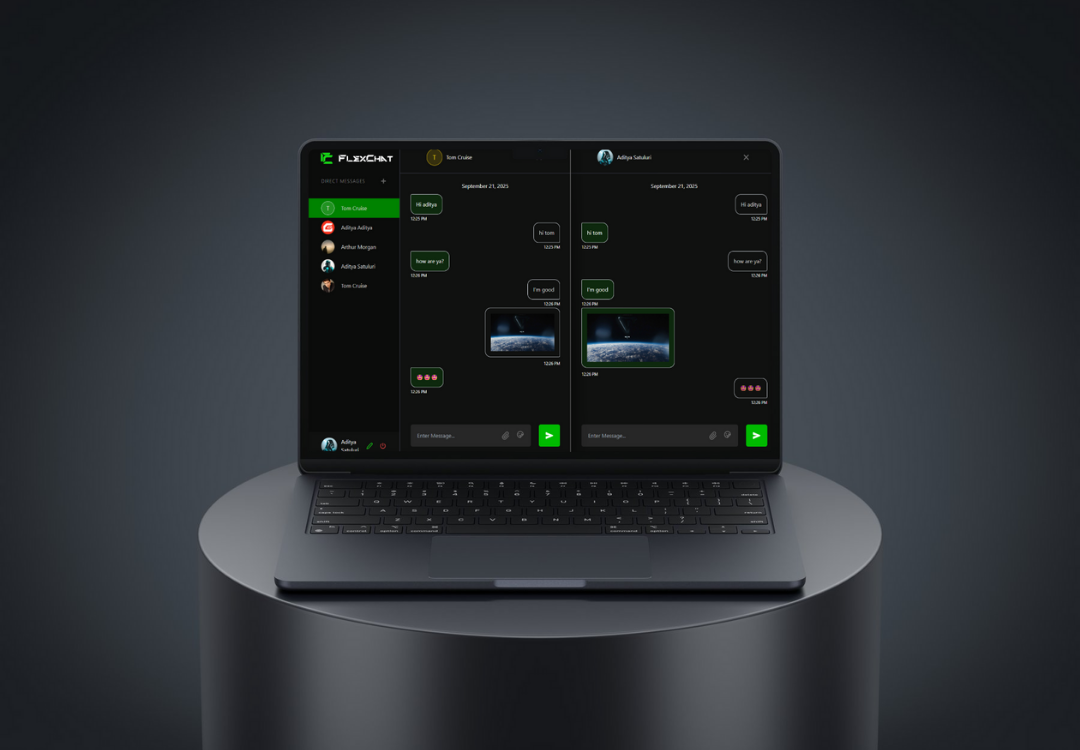 FLEXCHAT
DIRECT MESSAGES +
Tom Cruise
Aditya Aditya
Arthur Morgan
Aditya Satuluri
Tom Cruise
Aditya
Satuluri
T Tom Cruise
September 21, 2025
Hi aditya
12:25 PM
hi tom
12:25 PM
how are ya?
12:26 PM
I'm good
12:26 PM
12:26 PM
12:26 PM
Enter Message...
Aditya Satuluri
September 21, 2025
Hi aditya
12:25 PM
hi tom
12:25 PM
how are ya?
12:26 PM
I'm good
12:26 PM
12:26 PM
12:26 PM
Enter Message...